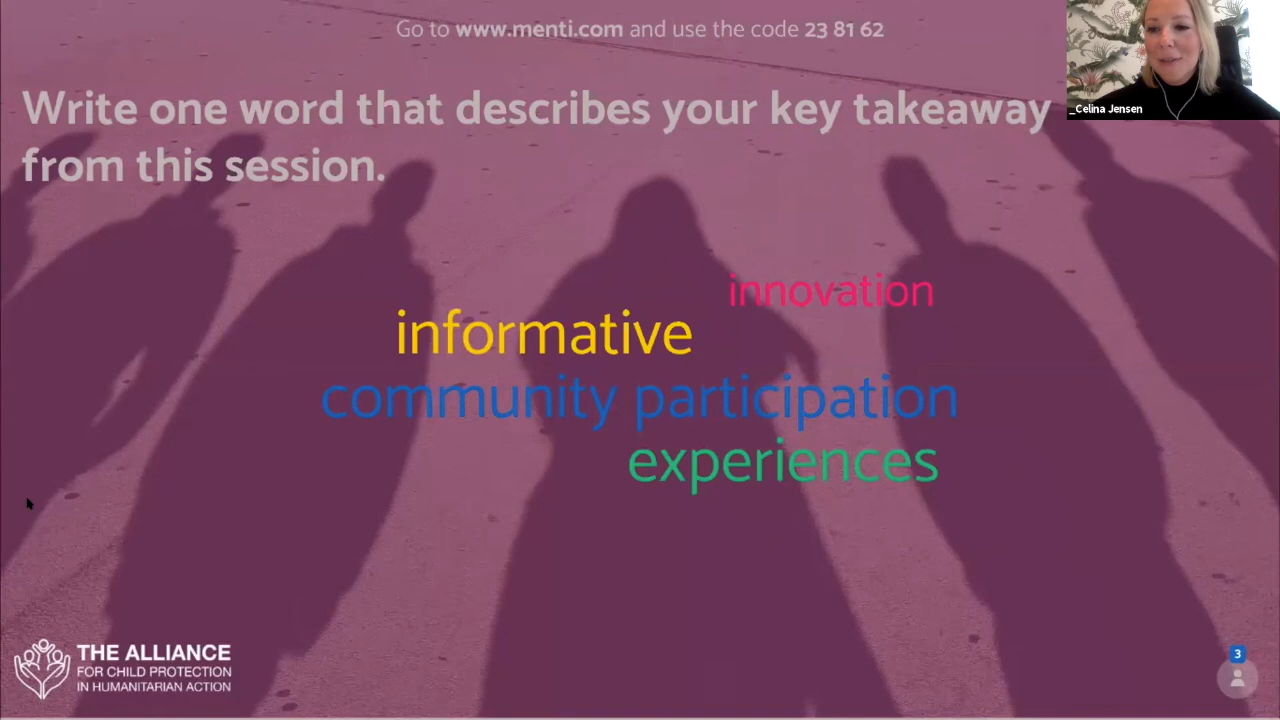 Go to www.menti.com and use the code 23 81 62
_Celina Jensen
Write one word that describes your key takeaway
from this session.
innovation
informative
community participation
experiences
THE ALLIANCE
FOR CHILD PROTECTION
IN HUMANITARIAN ACTION
3